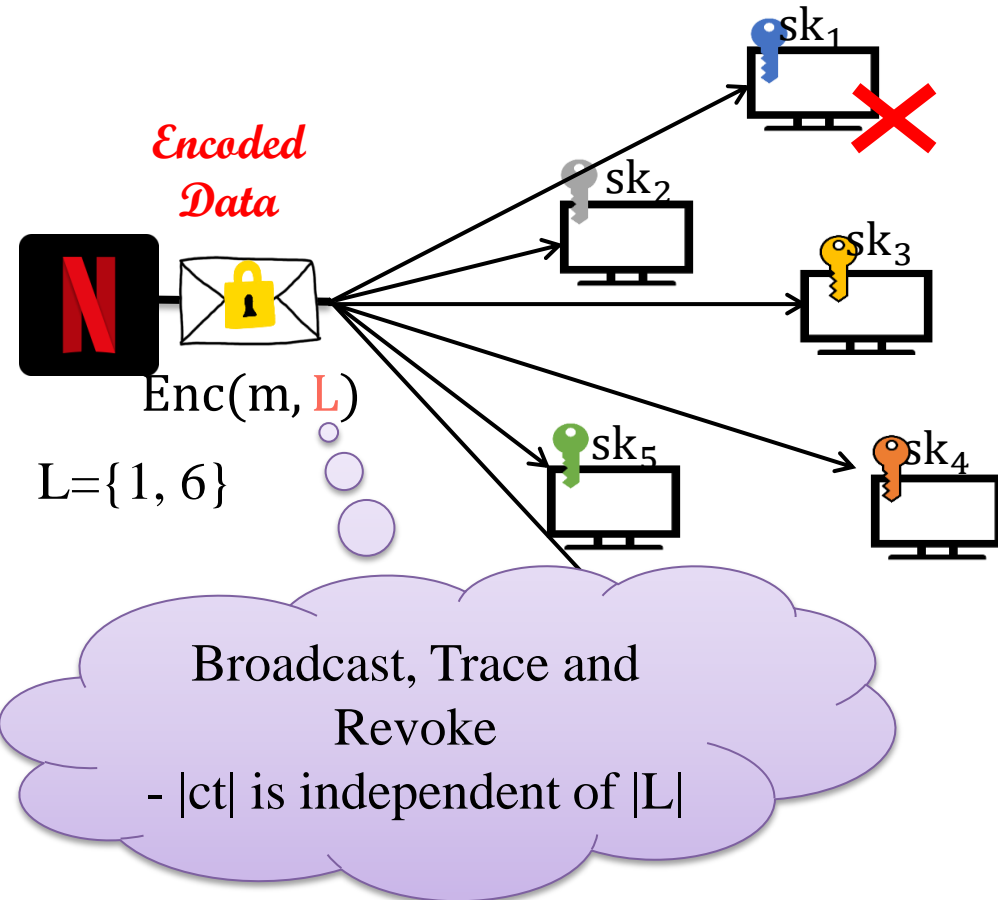 sk₁
Encoded
Data
sk₂
sk₃
N
Enc(m, L)
sk₅
sk₄
L={1, 6}
Broadcast, Trace and
Revoke
- |ct| is independent of |L|